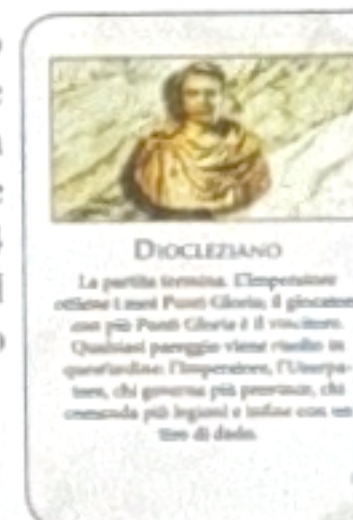 DIOCLEZIANO
La partita termina. L'Imperatore
ottiene i suoi Punti Gloria, il giocatore
con più Punti Gloria è il vincitore.
Qualsiasi pareggio viene risolto in
quest'ordine: l'Imperatore, l'Usurpa-
tore, chi governa più province, chi
comanda più legioni e infine con un
tiro di dado.